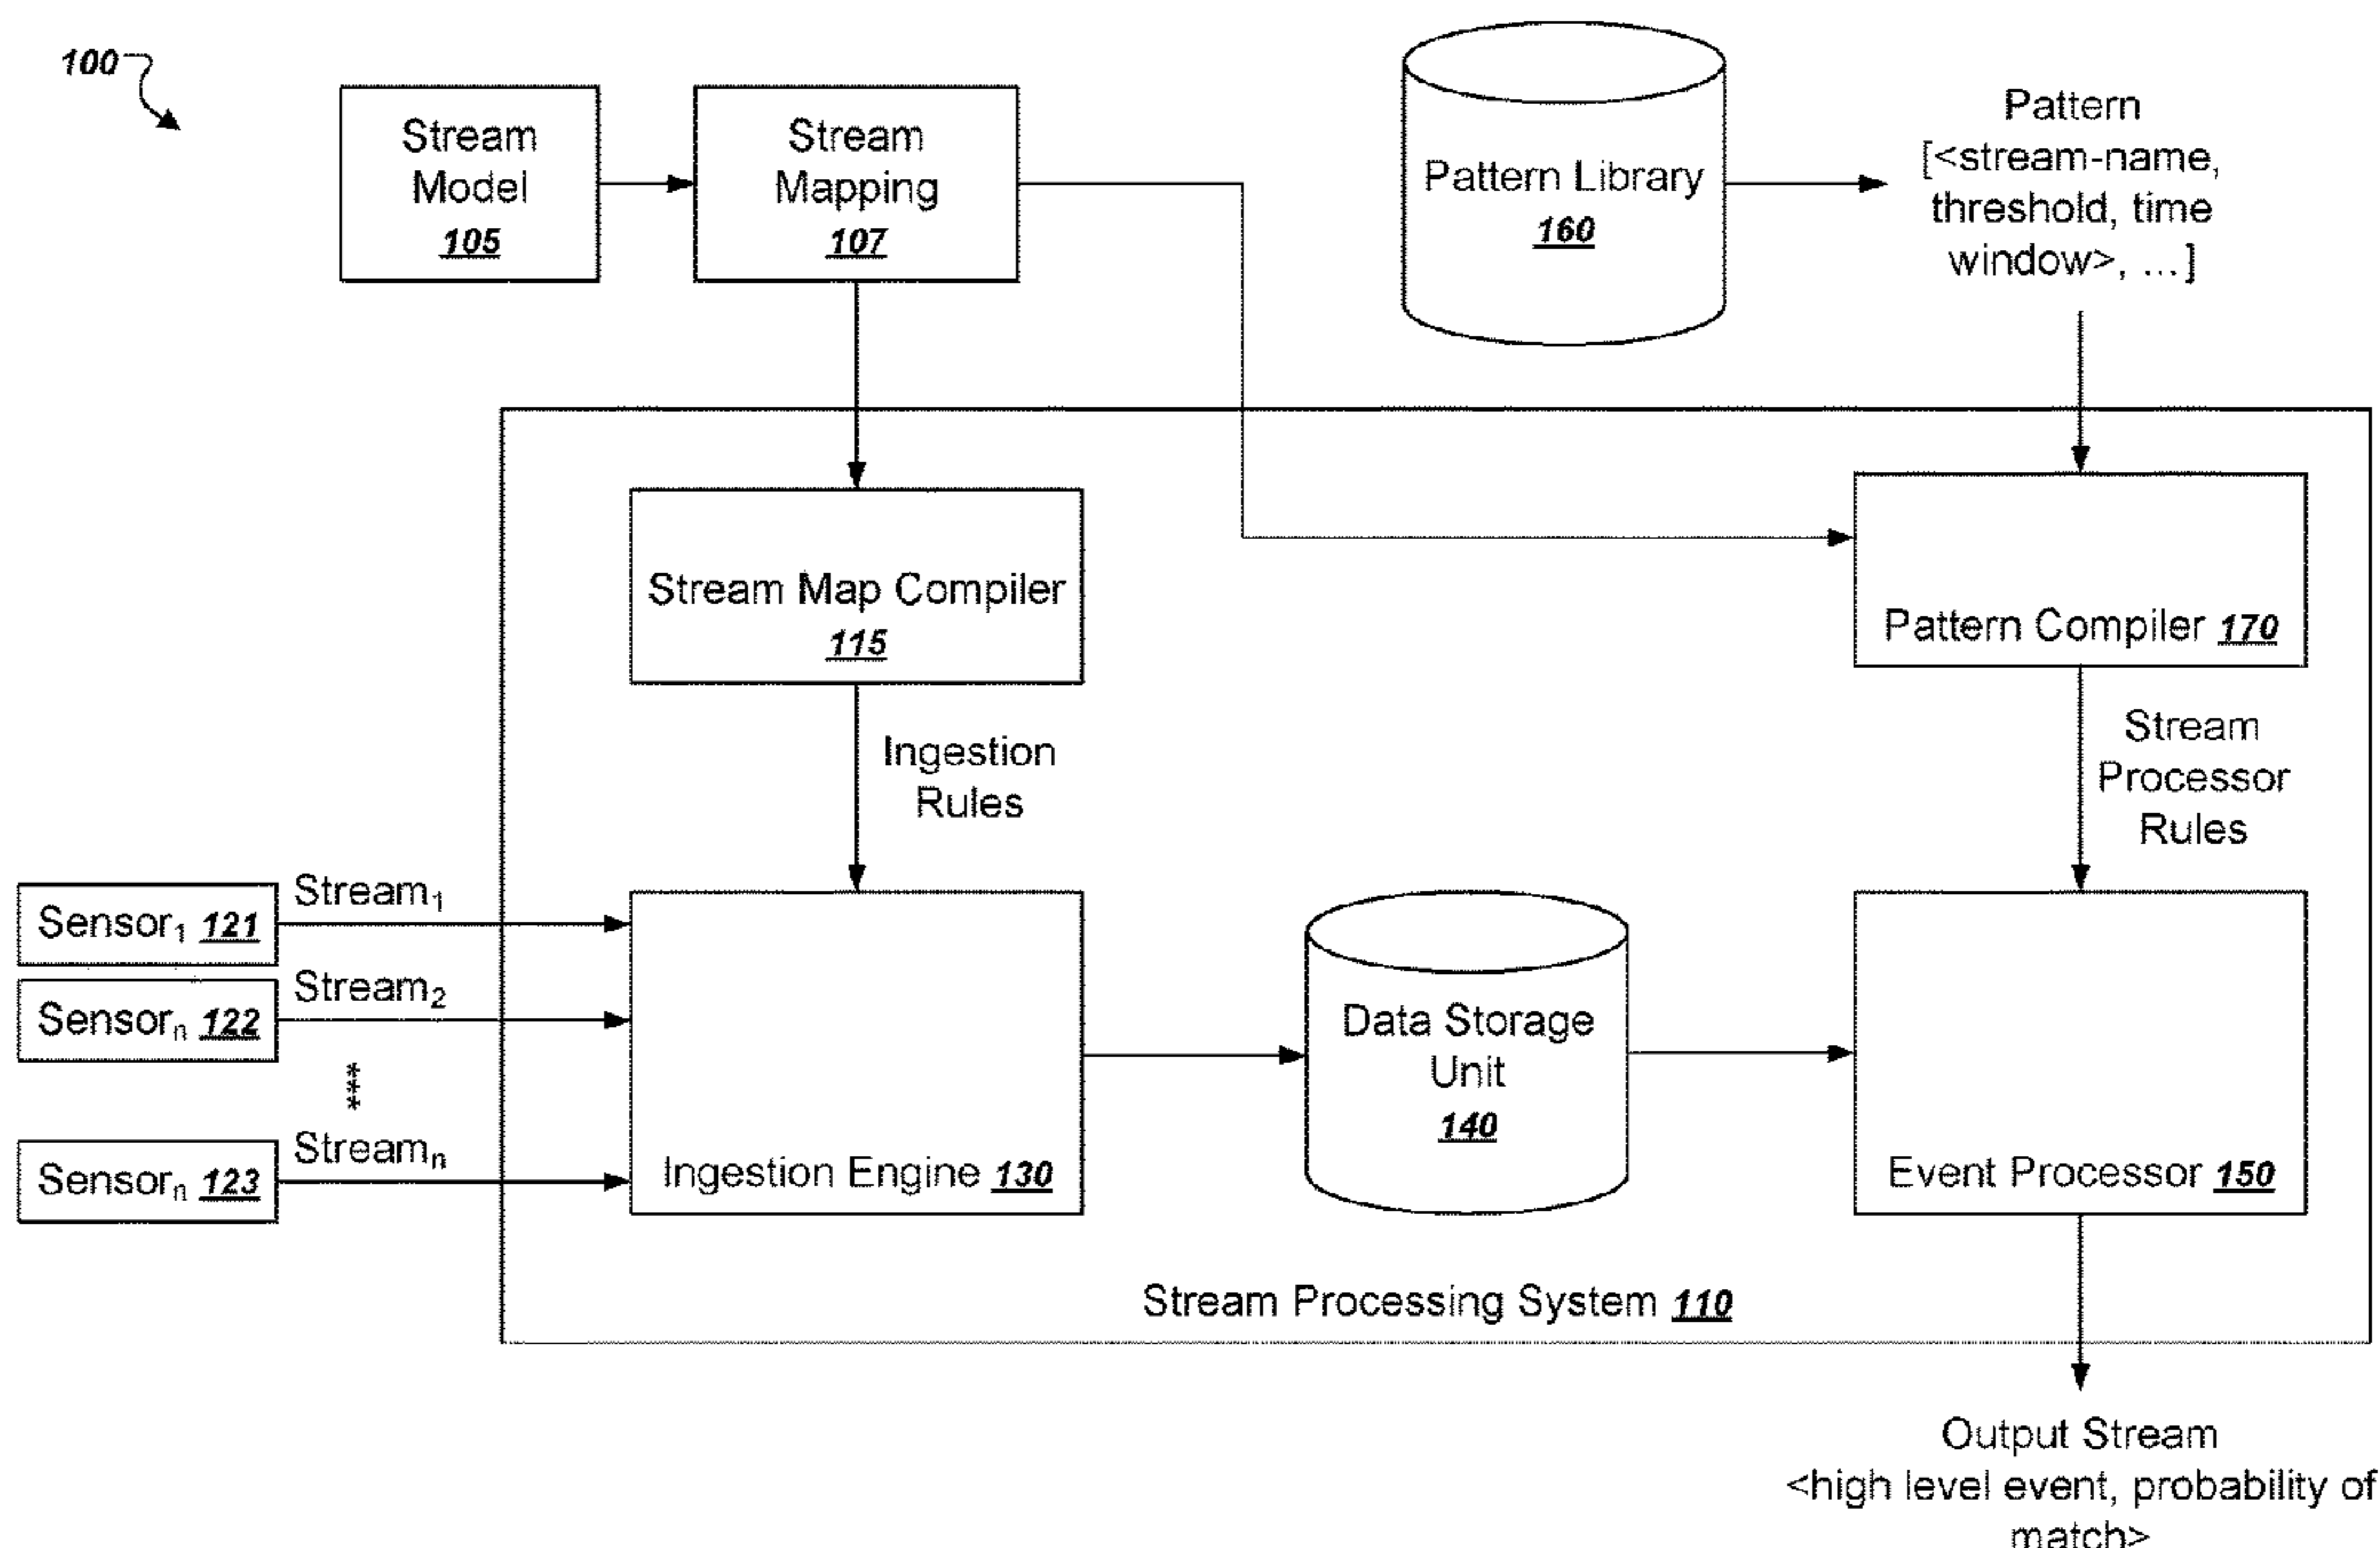 100
Stream
Model
105
Stream
Mapping
107
Pattern Library
160
Pattern
[<stream-name,
threshold, time
window>, ...]
Stream Map Compiler
115
Pattern Compiler 170
Ingestion
Rules
Stream
Processor
Rules
Sensor₁ 121
Stream₁
Sensorₙ 122
Stream₂
***
Sensorₙ 123
Streamₙ
Ingestion Engine 130
Data Storage
Unit
140
Event Processor 150
Stream Processing System 110
Output Stream
<high level event, probability of
match>